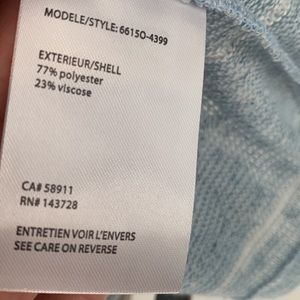 MODELE/STYLE: 66150-4399
EXTERIEUR/SHELL
77% polyester
23% viscose
CA# 58911
RN# 143728
ENTRETIEN VOIR L'ENVERS
SEE CARE ON REVERSE